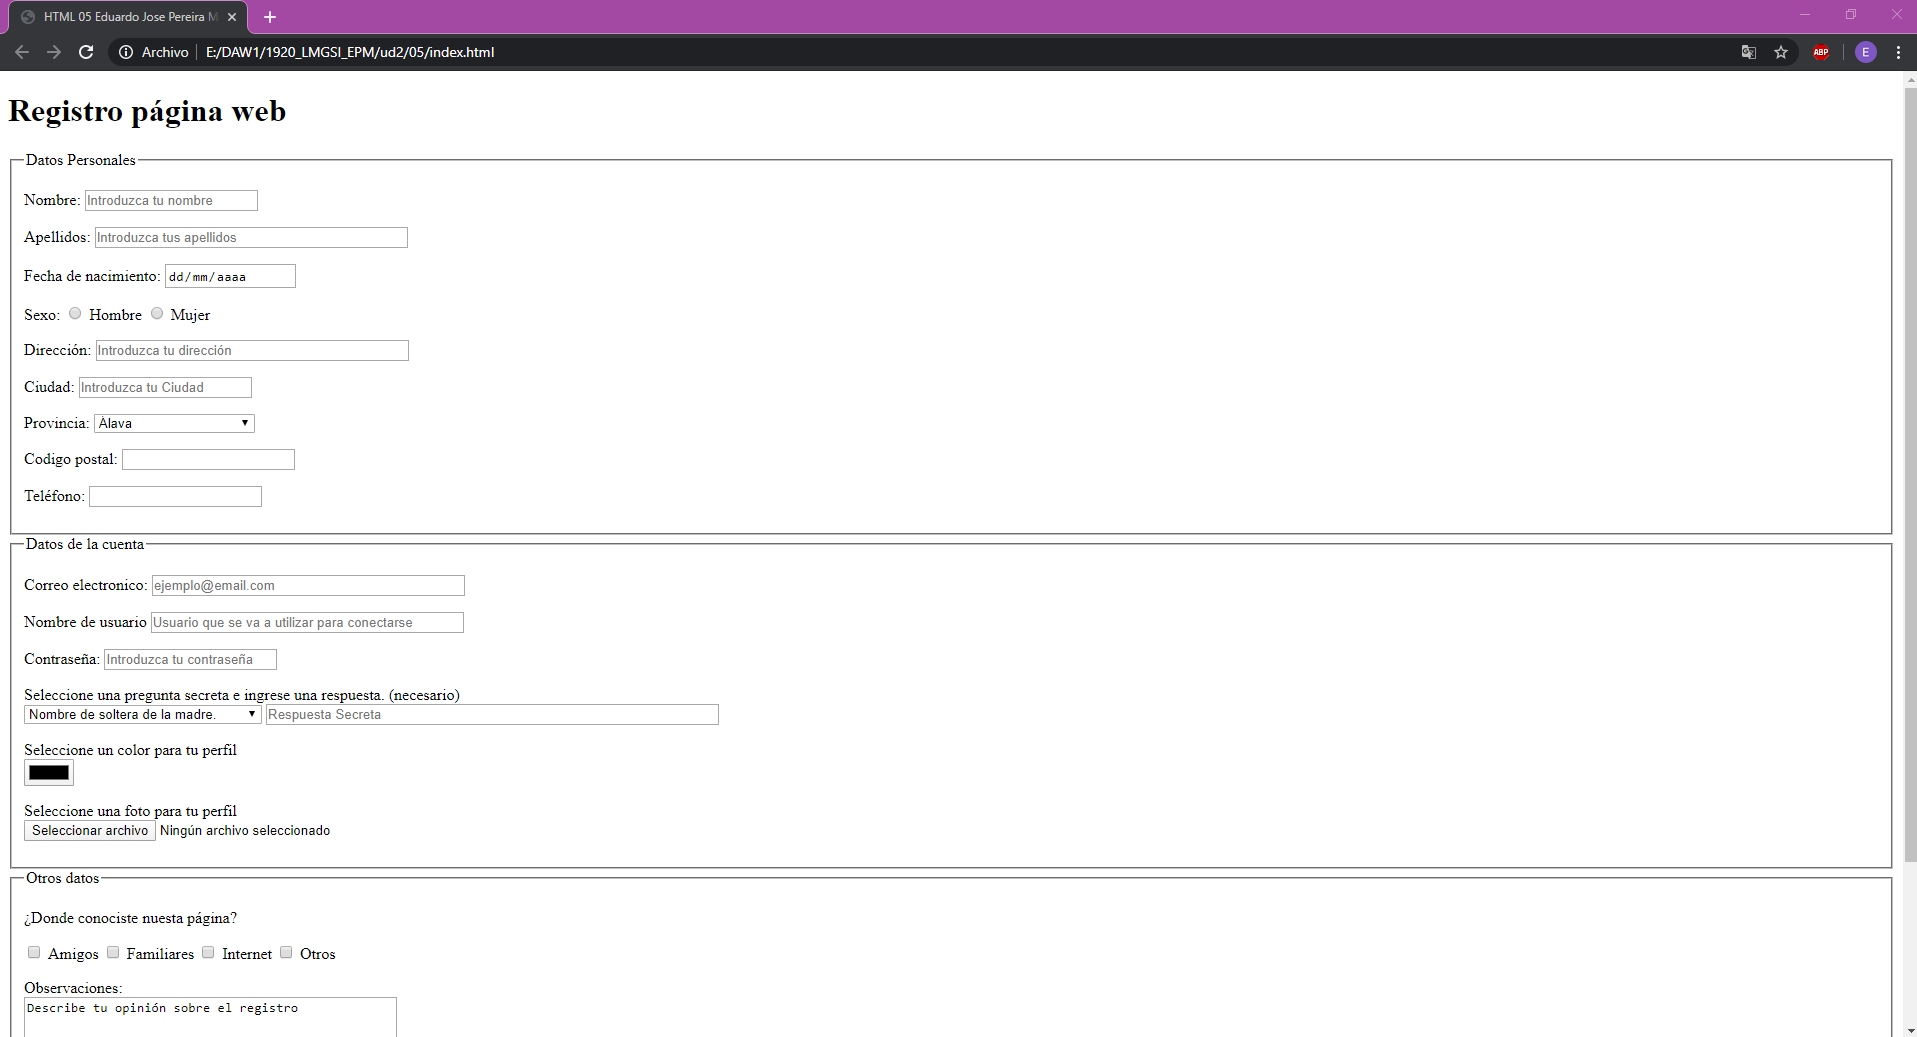 HTML 05 Eduardo Jose Pereira M
Archivo E:/DAW1/1920_LMGSI_EPM/ud2/05/index.html ABP E
Registro página web
Datos Personales
Nombre: Introduzca tu nombre
Apellidos: Introduzca tus apellidos
Fecha de nacimiento: dd/mm/aaaa
Sexo: Hombre Mujer
Dirección: Introduzca tu dirección
Ciudad: Introduzca tu Ciudad
Provincia: Álava
Codigo postal:
Teléfono:
Datos de la cuenta
Correo electronico: ejemplo@email.com
Nombre de usuario Usuario que se va a utilizar para conectarse
Contraseña: Introduzca tu contraseña
Seleccione una pregunta secreta e ingrese una respuesta. (necesario)
Nombre de soltera de la madre. Respuesta Secreta
Seleccione un color para tu perfil
Seleccione una foto para tu perfil
Seleccionar archivo Ningún archivo seleccionado
Otros datos
¿Donde conociste nuesta página?
Amigos Familiares Internet Otros
Observaciones:
Describe tu opinión sobre el registro